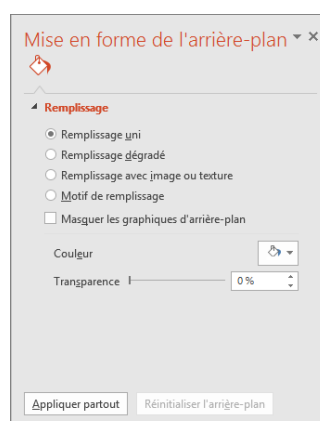 Mise en forme de l'arrière-plan
Remplissage
Remplissage uni
Remplissage dégradé
Remplissage avec image ou texture
Motif de remplissage
Masquer les graphiques d'arrière-plan
Couleur
Transparence 0 %
Appliquer partout Réinitialiser l'arrière-plan